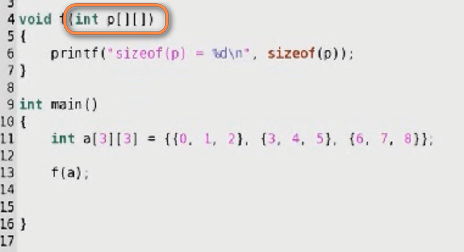 3
4 void f(int p[][])
5 {
6     printf("sizeof(p) = %d\n", sizeof(p));
7 }
8
9 int main()
10 {
11     int a[3][3] = {{0, 1, 2}, {3, 4, 5}, {6, 7, 8}};
12
13     f(a);
14
15
16 }
17